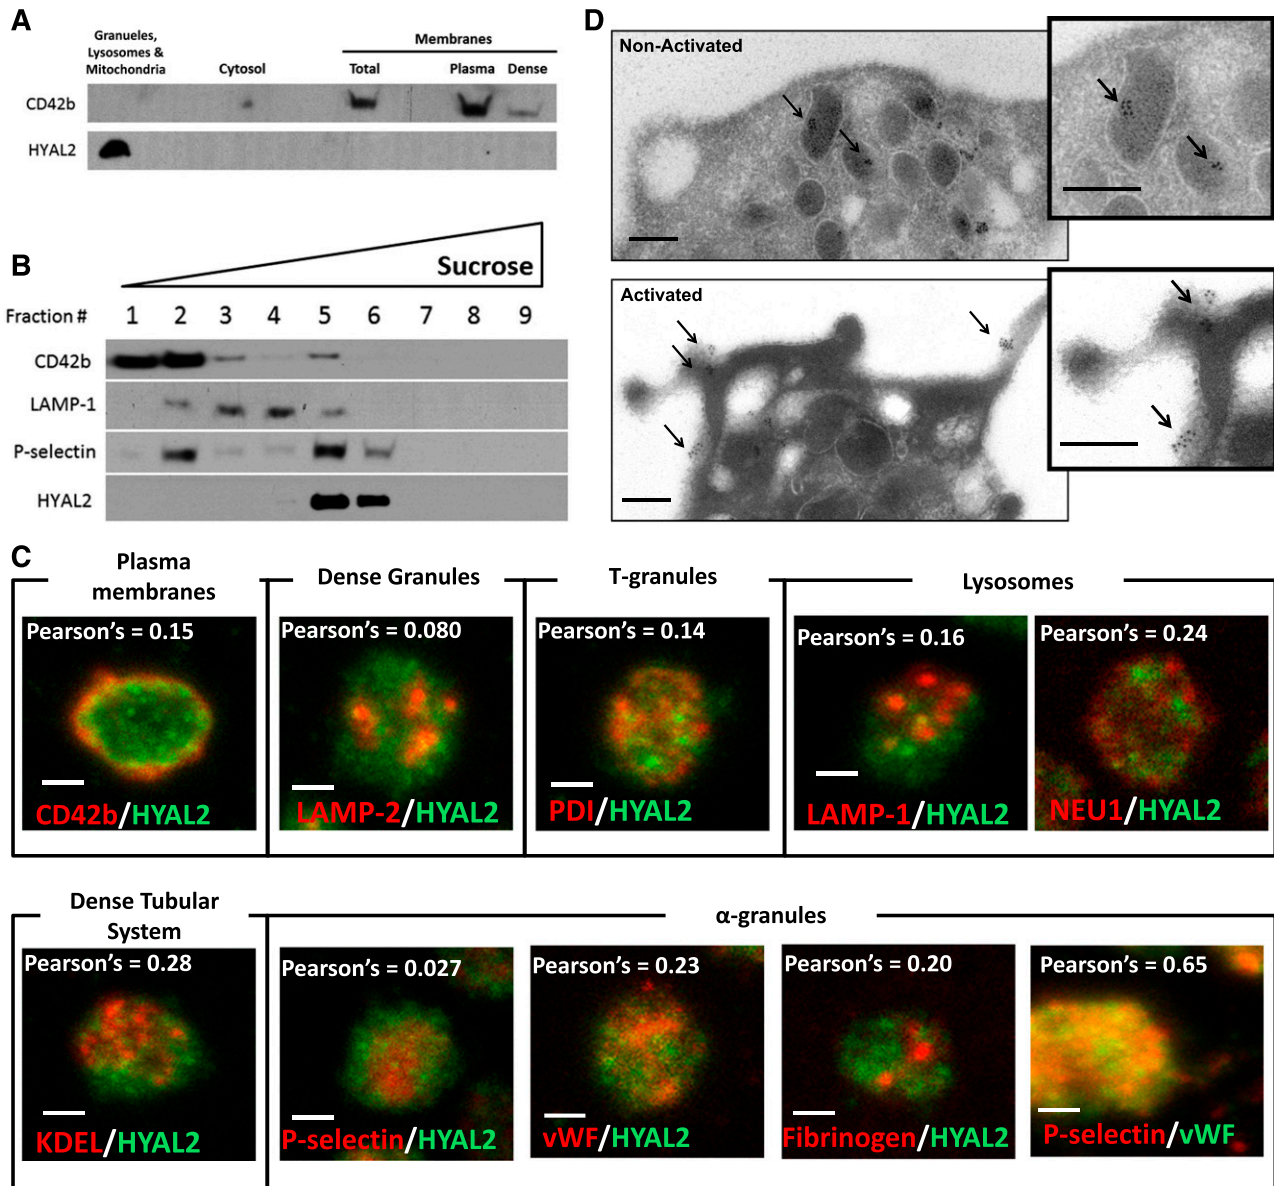 A
Granueles,
Lysosomes &
Mitochondria
Cytosol
Membranes
Total
Plasma
Dense
CD42b
HYAL2
B
Sucrose
Fraction #
1 2 3 4 5 6 7 8 9
CD42b
LAMP-1
P-selectin
HYAL2
D
Non-Activated
Activated
C
Plasma
membranes
Pearson's = 0.15
CD42b/HYAL2
Dense Granules
Pearson's = 0.080
LAMP-2/HYAL2
T-granules
Pearson's = 0.14
PDI/HYAL2
Lysosomes
Pearson's = 0.16
LAMP-1/HYAL2
Pearson's = 0.24
NEU1/HYAL2
Dense Tubular
System
Pearson's = 0.28
KDEL/HYAL2
α-granules
Pearson's = 0.027
P-selectin/HYAL2
Pearson's = 0.23
vWF/HYAL2
Pearson's = 0.20
Fibrinogen/HYAL2
Pearson's = 0.65
P-selectin/vWF